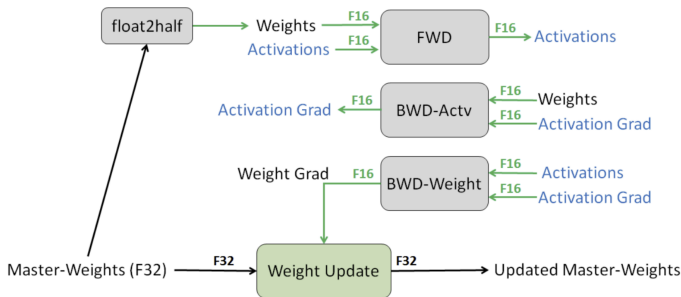 float2half
Weights
F16
Activations
F16
FWD
F16
Activations
Activation Grad
F16
BWD-Actv
F16
Weights
F16
Activation Grad
Weight Grad
F16
BWD-Weight
F16
Activations
F16
Activation Grad
Master-Weights (F32)
F32
Weight Update
F32
Updated Master-Weights